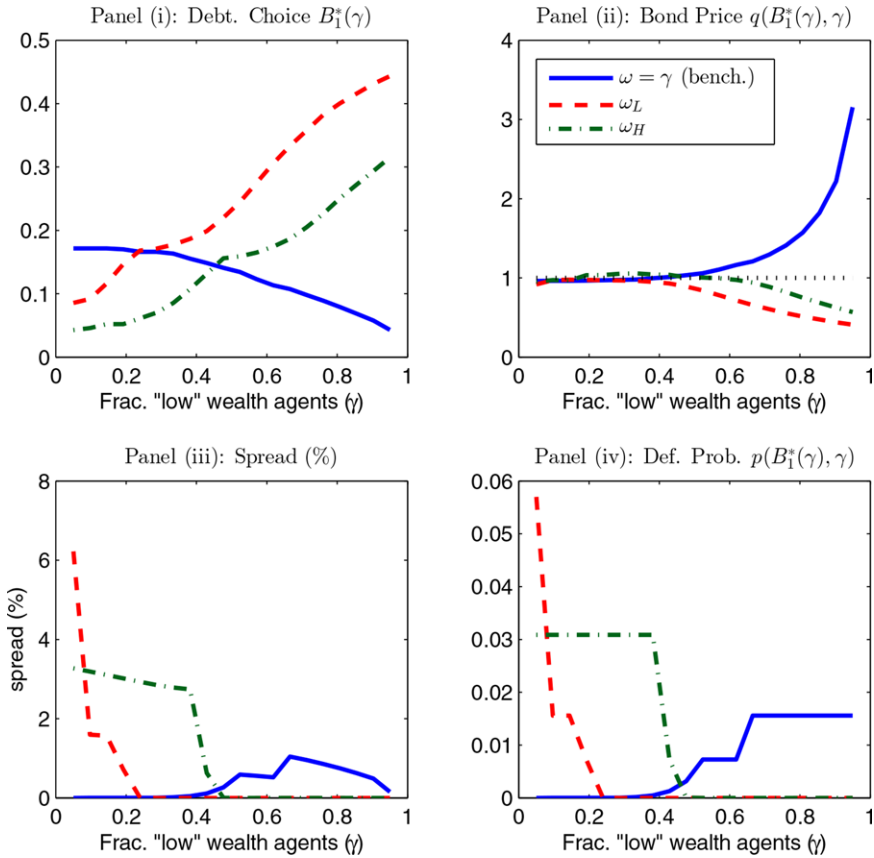 Panel (i): Debt. Choice B₁*(γ)
0.5
0.4
0.3
0.2
0.1
0
0 0.2 0.4 0.6 0.8 1
Frac. "low" wealth agents (γ)
Panel (ii): Bond Price q(B₁*(γ), γ)
ω = γ (bench.)
ω_L
ω_H
4
3
2
1
0
0 0.2 0.4 0.6 0.8 1
Frac. "low" wealth agents (γ)
Panel (iii): Spread (%)
spread (%)
8
6
4
2
0
0 0.2 0.4 0.6 0.8 1
Frac. "low" wealth agents (γ)
Panel (iv): Def. Prob. p(B₁*(γ), γ)
0.06
0.05
0.04
0.03
0.02
0.01
0
0 0.2 0.4 0.6 0.8 1
Frac. "low" wealth agents (γ)